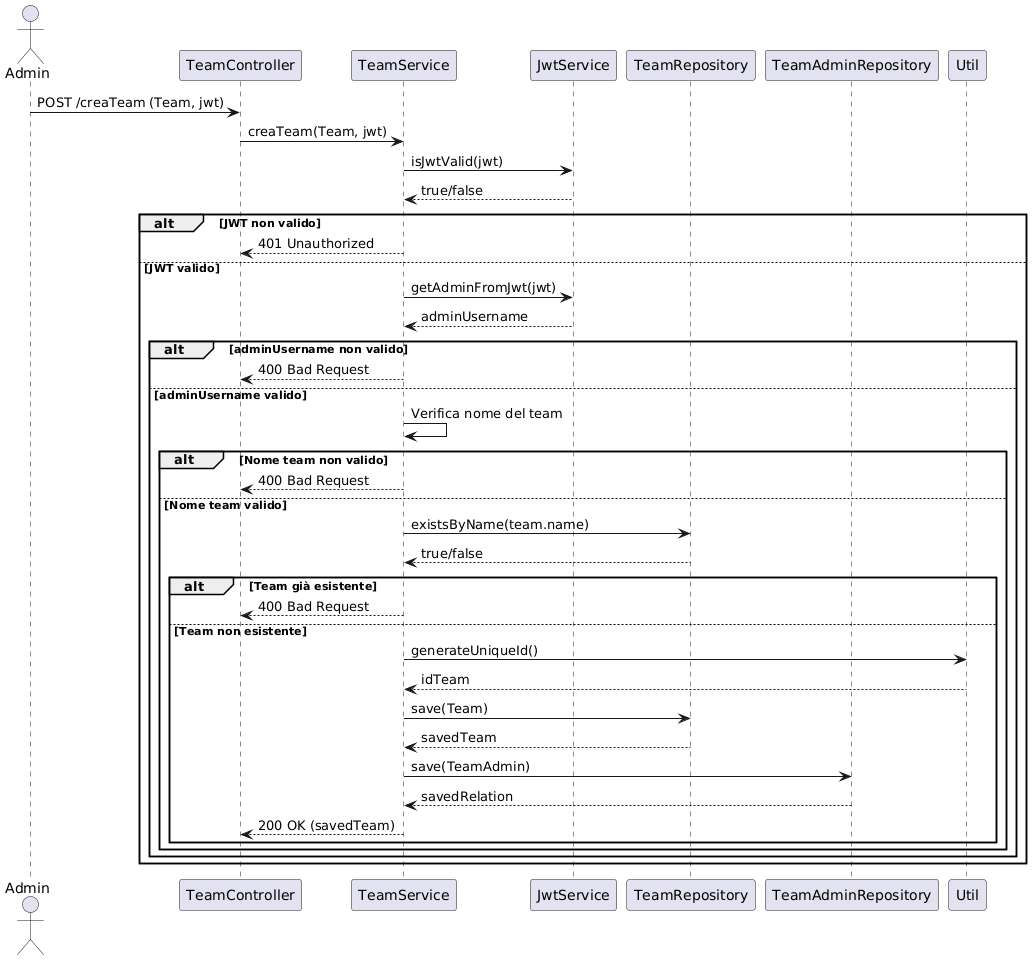 Admin
TeamController TeamService JwtService TeamRepository TeamAdminRepository Util
POST /creaTeam (Team, jwt)
creaTeam(Team, jwt)
isJwtValid(jwt)
true/false
alt [JWT non valido]
401 Unauthorized
[JWT valido]
getAdminFromJwt(jwt)
adminUsername
alt [adminUsername non valido]
400 Bad Request
[adminUsername valido]
Verifica nome del team
alt [Nome team non valido]
400 Bad Request
[Nome team valido]
existsByName(team.name)
true/false
alt [Team già esistente]
400 Bad Request
[Team non esistente]
generateUniqueId()
idTeam
save(Team)
savedTeam
save(TeamAdmin)
savedRelation
200 OK (savedTeam)
Admin
TeamController TeamService JwtService TeamRepository TeamAdminRepository Util